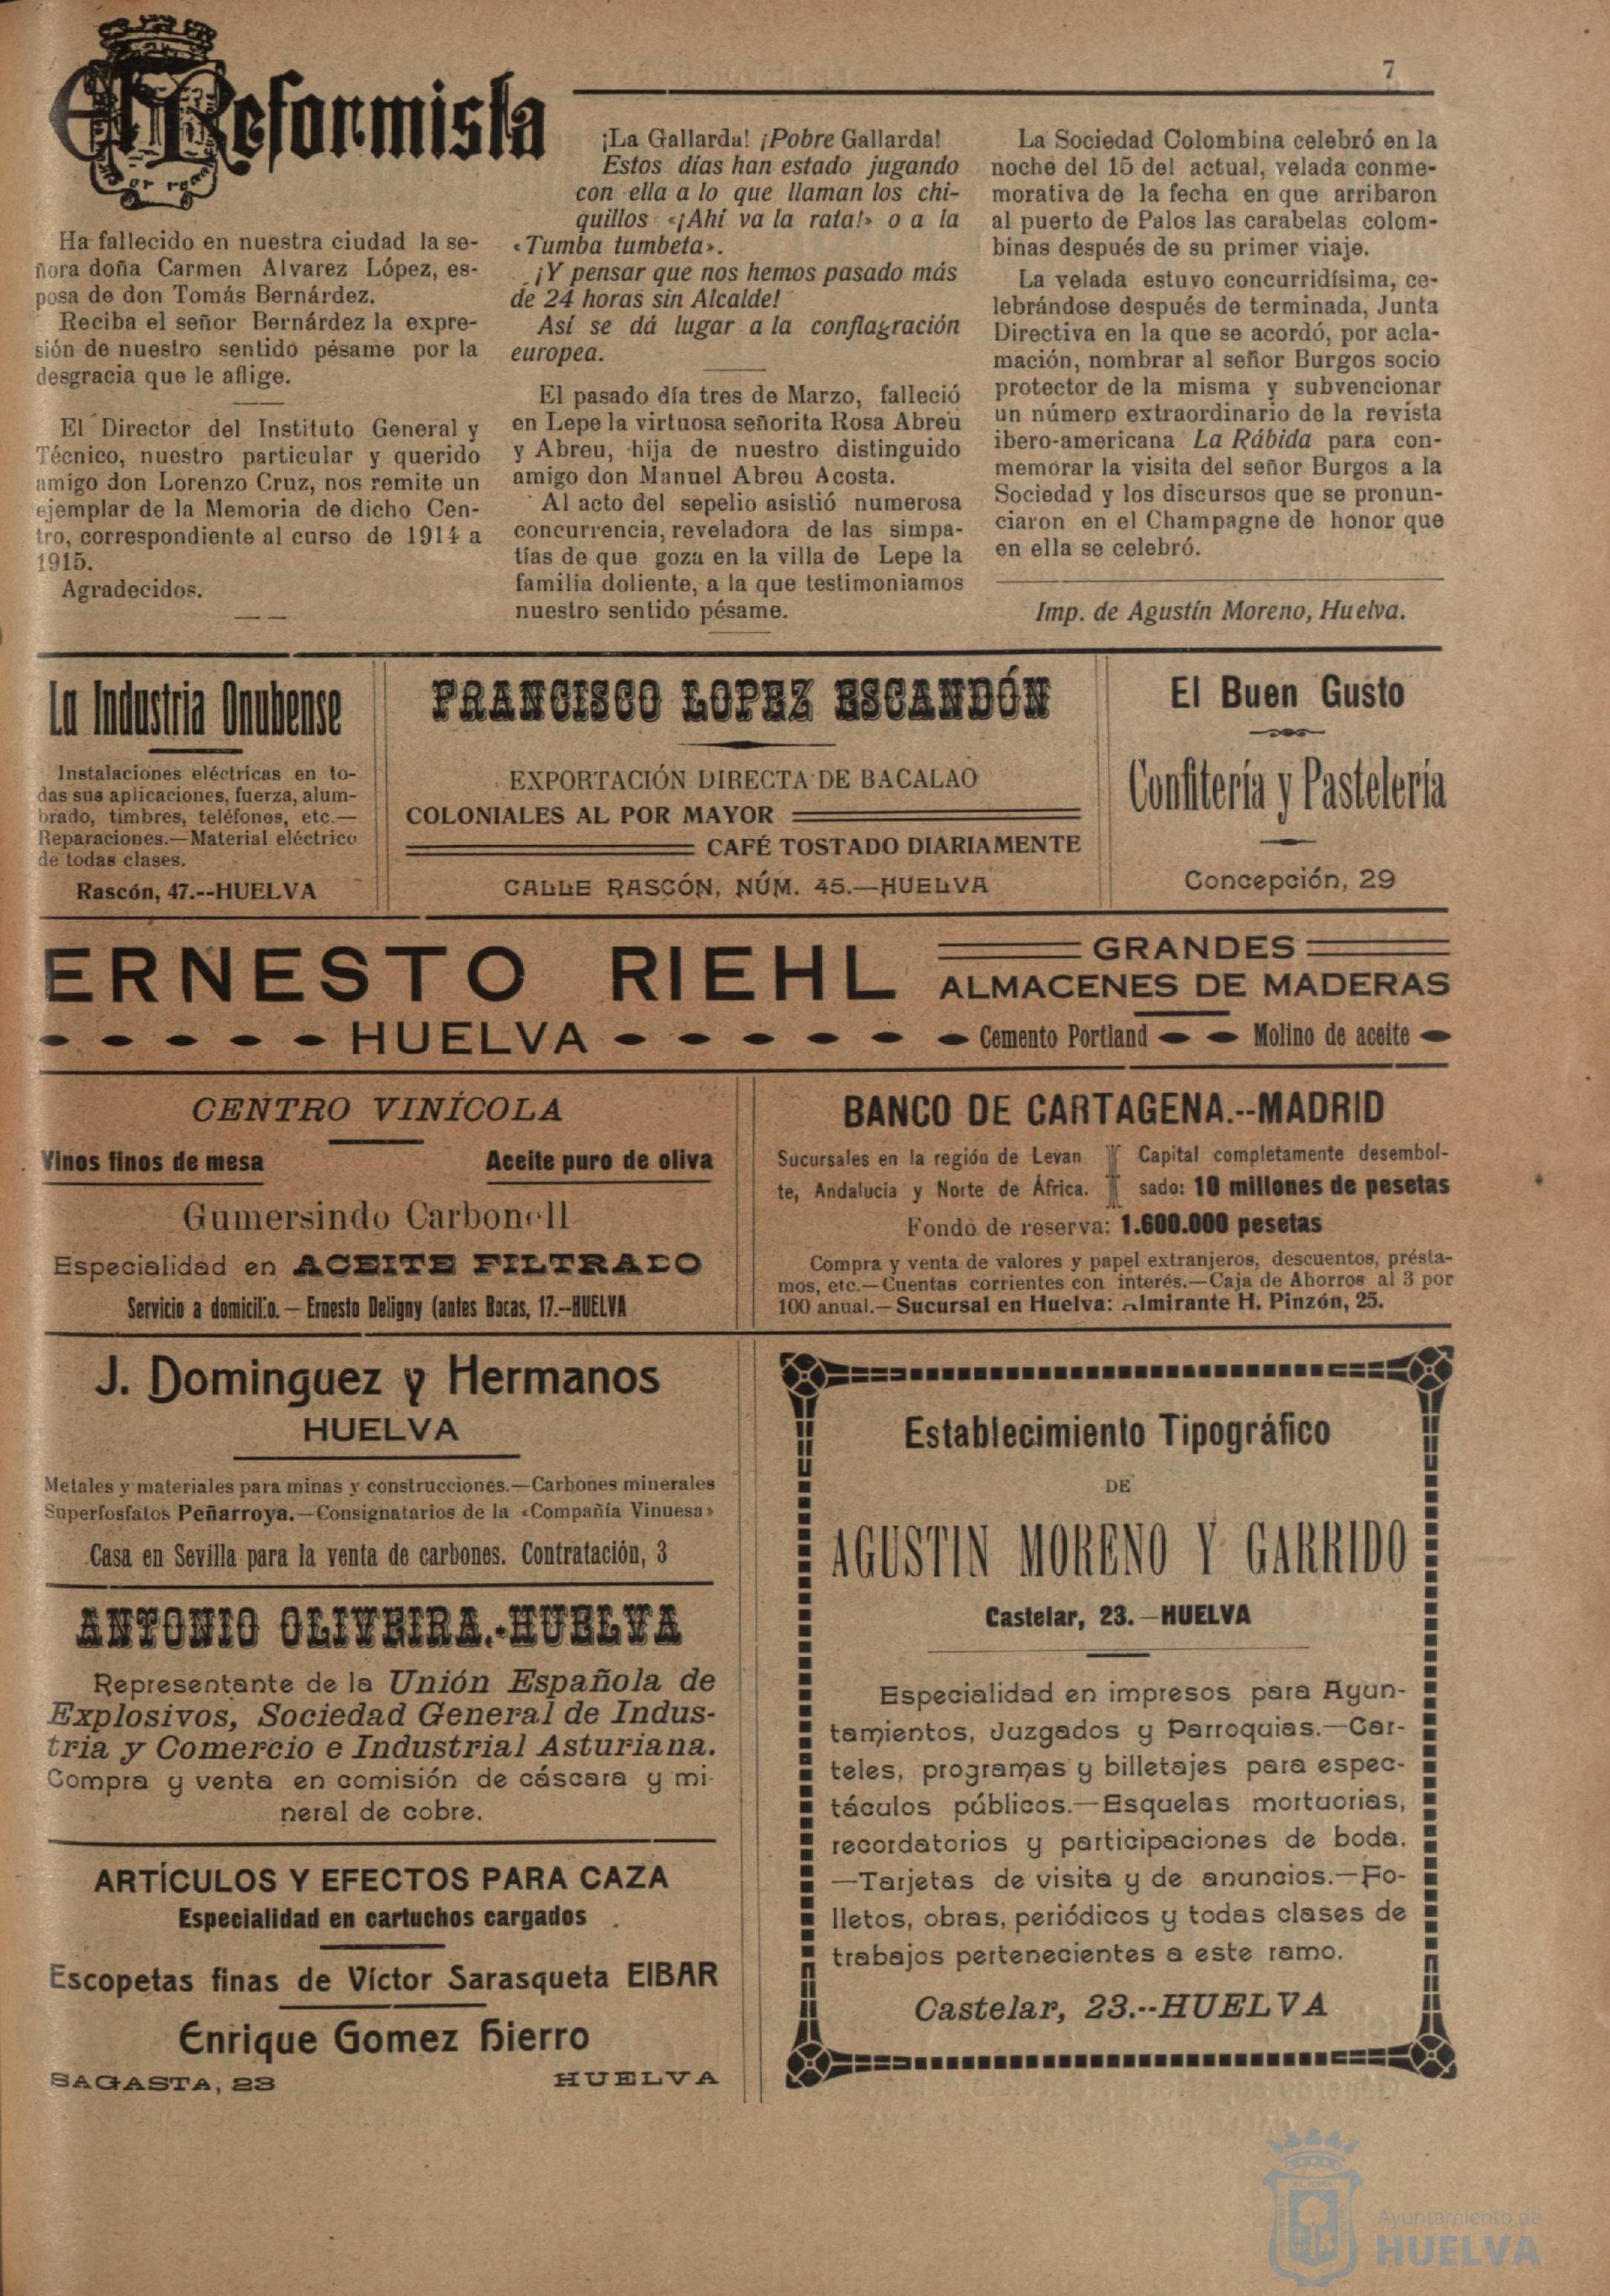 7
El Reformista
Ha fallecido en nuestra ciudad la se-
ñora doña Carmen Alvarez López, es-
posa de don Tomás Bernárdez.
Reciba el señor Bernárdez la expre-
sión de nuestro sentido pésame por la
desgracia que le aflige.
El Director del Instituto General y
Técnico, nuestro particular y querido
amigo don Lorenzo Cruz, nos remite un
ejemplar de la Memoria de dicho Cen-
tro, correspondiente al curso de 1914 a
1915.
Agradecidos.
¡La Gallarda! ¡Pobre Gallarda!
Estos días han estado jugando
con ella a lo que llaman los chi-
quillos «¡Ahí va la rata!» o a la
«Tumba tumbeta».
¡Y pensar que nos hemos pasado más
de 24 horas sin Alcalde!
Así se dá lugar a la conflagración
europea.
El pasado día tres de Marzo, falleció
en Lepe la virtuosa señorita Rosa Abreu
y Abreu, hija de nuestro distinguido
amigo don Manuel Abreu Acosta.
Al acto del sepelio asistió numerosa
concurrencia, reveladora de las simpa-
tías de que goza en la villa de Lepe la
familia doliente, a la que testimoniamos
nuestro sentido pésame.
La Sociedad Colombina celebró en la
noche del 15 del actual, velada conme-
morativa de la fecha en que arribaron
al puerto de Palos las carabelas colom-
binas después de su primer viaje.
La velada estuvo concurridísima, ce-
lebrándose después de terminada, Junta
Directiva en la que se acordó, por acla-
mación, nombrar al señor Burgos socio
protector de la misma y subvencionar
un número extraordinario de la revista
ibero-americana La Rábida para con-
memorar la visita del señor Burgos a la
Sociedad y los discursos que se pronun-
ciaron en el Champagne de honor que
en ella se celebró.
Imp. de Agustín Moreno, Huelva.
La Industria Onubense
Instalaciones eléctricas en to-
das sus aplicaciones, fuerza, alum-
brado, timbres, teléfonos, etc.—
Reparaciones.—Material eléctrico
de todas clases.
Rascón, 47.--HUELVA
FRANCISCO LOPEZ ESCANDÓN
EXPORTACIÓN DIRECTA DE BACALAO
COLONIALES AL POR MAYOR
CAFÉ TOSTADO DIARIAMENTE
CALLE RASCÓN, NÚM. 45.—HUELVA
El Buen Gusto
Confitería y Pastelería
Concepción, 29
ERNESTO RIEHL
HUELVA
GRANDES
ALMACENES DE MADERAS
Cemento Portland
Molino de aceite
CENTRO VINÍCOLA
Vinos finos de mesa
Aceite puro de oliva
Gumersindo Carbonell
Especialidad en ACEITE FILTRADO
Servicio a domicilio. — Ernesto Deligny (antes Bocas, 17.--HUELVA
BANCO DE CARTAGENA.--MADRID
Sucursales en la región de Levan
te, Andalucía y Norte de África.
Capital completamente desembol-
sado: 10 millones de pesetas
Fondo de reserva: 1.600.000 pesetas
Compra y venta de valores y papel extranjeros, descuentos, présta-
mos, etc.—Cuentas corrientes con interés.—Caja de Ahorros al 3 por
100 anual.—Sucursal en Huelva: Almirante H. Pinzón, 25.
J. Dominguez y Hermanos
HUELVA
Metales y materiales para minas y construcciones.—Carbones minerales
Superfosfatos Peñarroya.—Consignatarios de la «Compañía Vinuesa»
Casa en Sevilla para la venta de carbones. Contratación, 3
ANTONIO OLIVEIRA.-HUELVA
Representante de la Unión Española de
Explosivos, Sociedad General de Indus-
tria y Comercio e Industrial Asturiana.
Compra y venta en comisión de cáscara y mi-
neral de cobre.
ARTÍCULOS Y EFECTOS PARA CAZA
Especialidad en cartuchos cargados
Escopetas finas de Víctor Sarasqueta EIBAR
Enrique Gomez Hierro
SAGASTA, 23
HUELVA
Establecimiento Tipográfico
DE
AGUSTIN MORENO Y GARRIDO
Castelar, 23.—HUELVA
Especialidad en impresos para Ayun-
tamientos, Juzgados y Parroquias.—Car-
teles, programas y billetajes para espec-
táculos públicos.—Esquelas mortuorias,
recordatorios y participaciones de boda.
—Tarjetas de visita y de anuncios.—Fo-
lletos, obras, periódicos y todas clases de
trabajos pertenecientes a este ramo.
Castelar, 23.--HUELVA
Ayuntamiento de
HUELVA